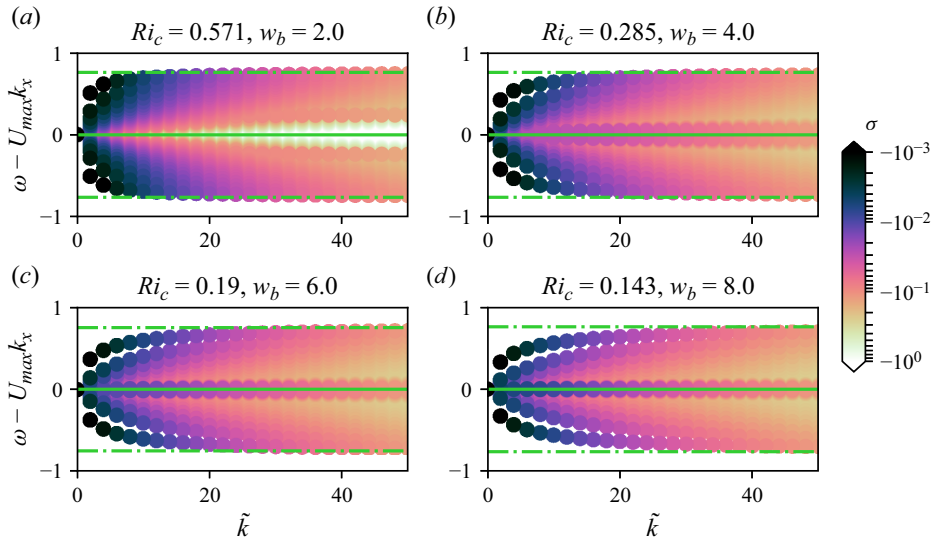 (a) (b)
Ri_c = 0.571, w_b = 2.0 Ri_c = 0.285, w_b = 4.0
1 1
ω − U_max k_x 0 0
−1 −1
0 20 40 0 20 40
σ
−10^−3
−10^−2
−10^−1
−10^0
(c) (d)
Ri_c = 0.19, w_b = 6.0 Ri_c = 0.143, w_b = 8.0
1 1
ω − U_max k_x 0 0
−1 −1
0 20 40 0 20 40
k̃ k̃